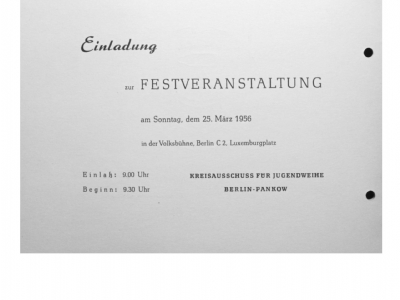 Einladung
zur FESTVERANSTALTUNG
am Sonntag, dem 25. März 1956
in der Volksbühne, Berlin C 2, Luxemburgplatz
Einlaß: 9.00 Uhr
Beginn: 9.30 Uhr
KREISAUSSCHUSS FÜR JUGENDWEIHE
BERLIN-PANKOW